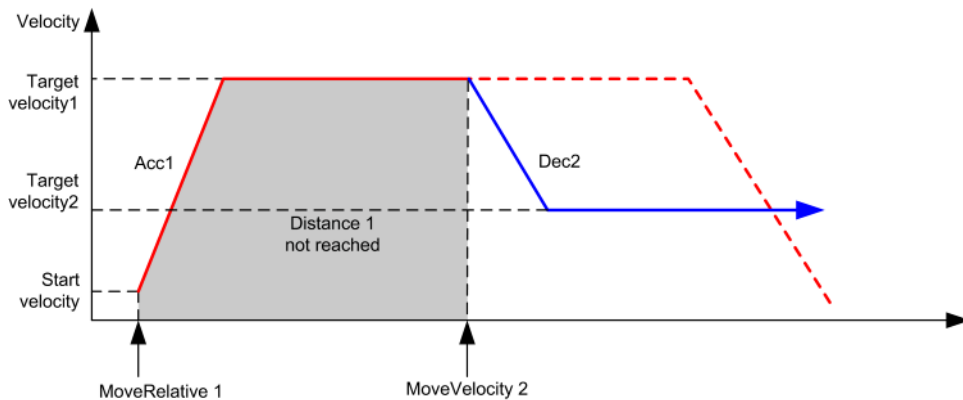 Velocity
Target
velocity1
Acc1
Dec2
Target
velocity2
Distance 1
not reached
Start
velocity
MoveRelative 1
MoveVelocity 2